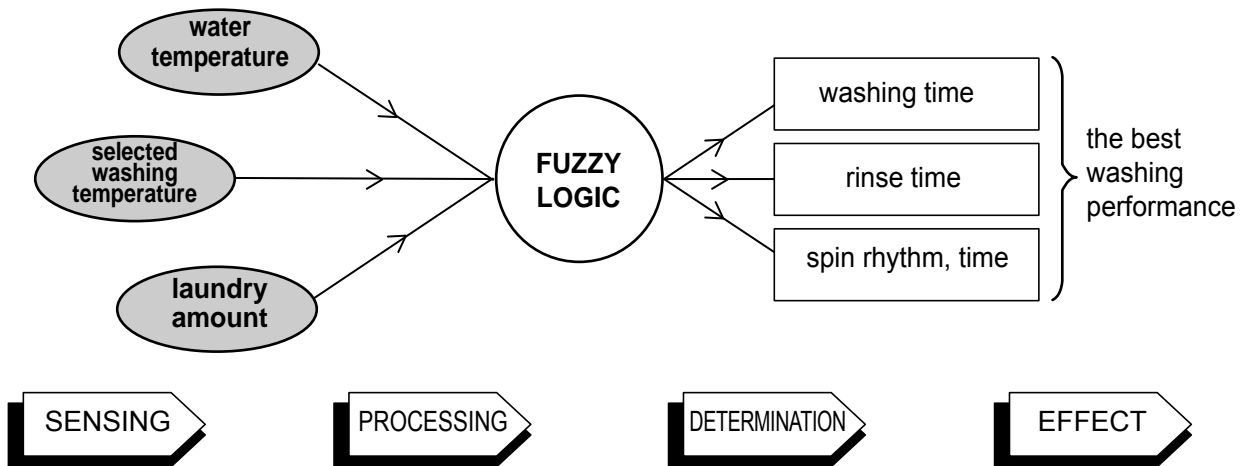 water
temperature
selected
washing
temperature
laundry
amount
FUZZY
LOGIC
washing time
rinse time
spin rhythm, time
the best
washing
performance
SENSING
PROCESSING
DETERMINATION
EFFECT